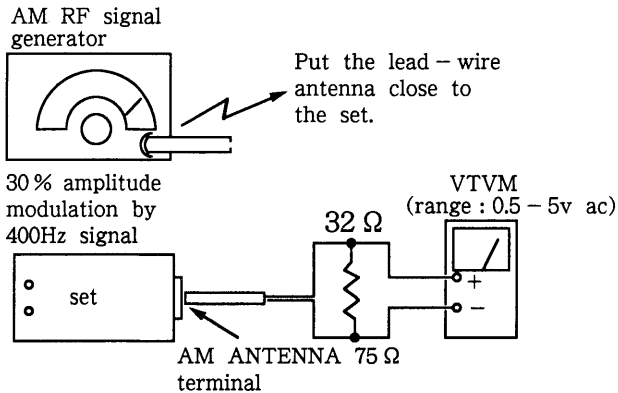 AM RF signal
generator
Put the lead – wire
antenna close to
the set.
30% amplitude
modulation by
400Hz signal
VTVM
(range : 0.5 – 5v ac)
32 Ω
set
+
−
AM ANTENNA 75 Ω
terminal